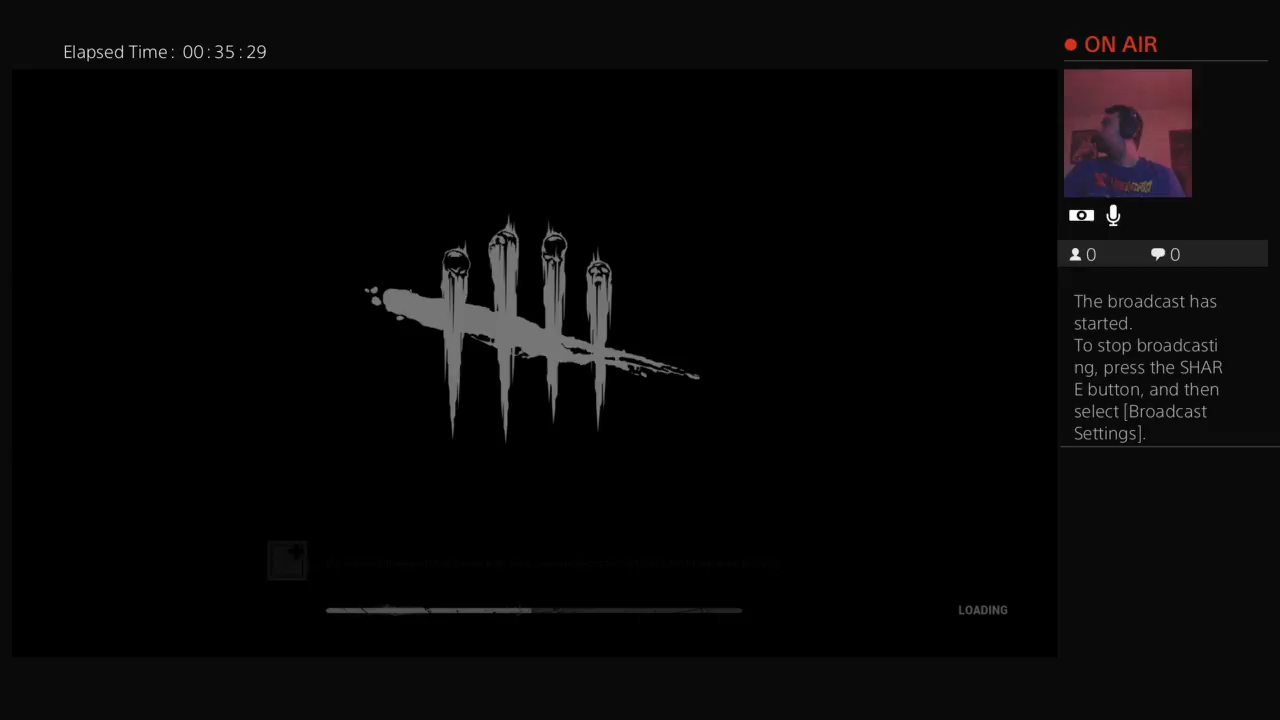 Elapsed Time: 00:35:29
ON AIR
0 0
The broadcast has
started.
To stop broadcasti
ng, press the SHAR
E button, and then
select [Broadcast
Settings].
LOADING